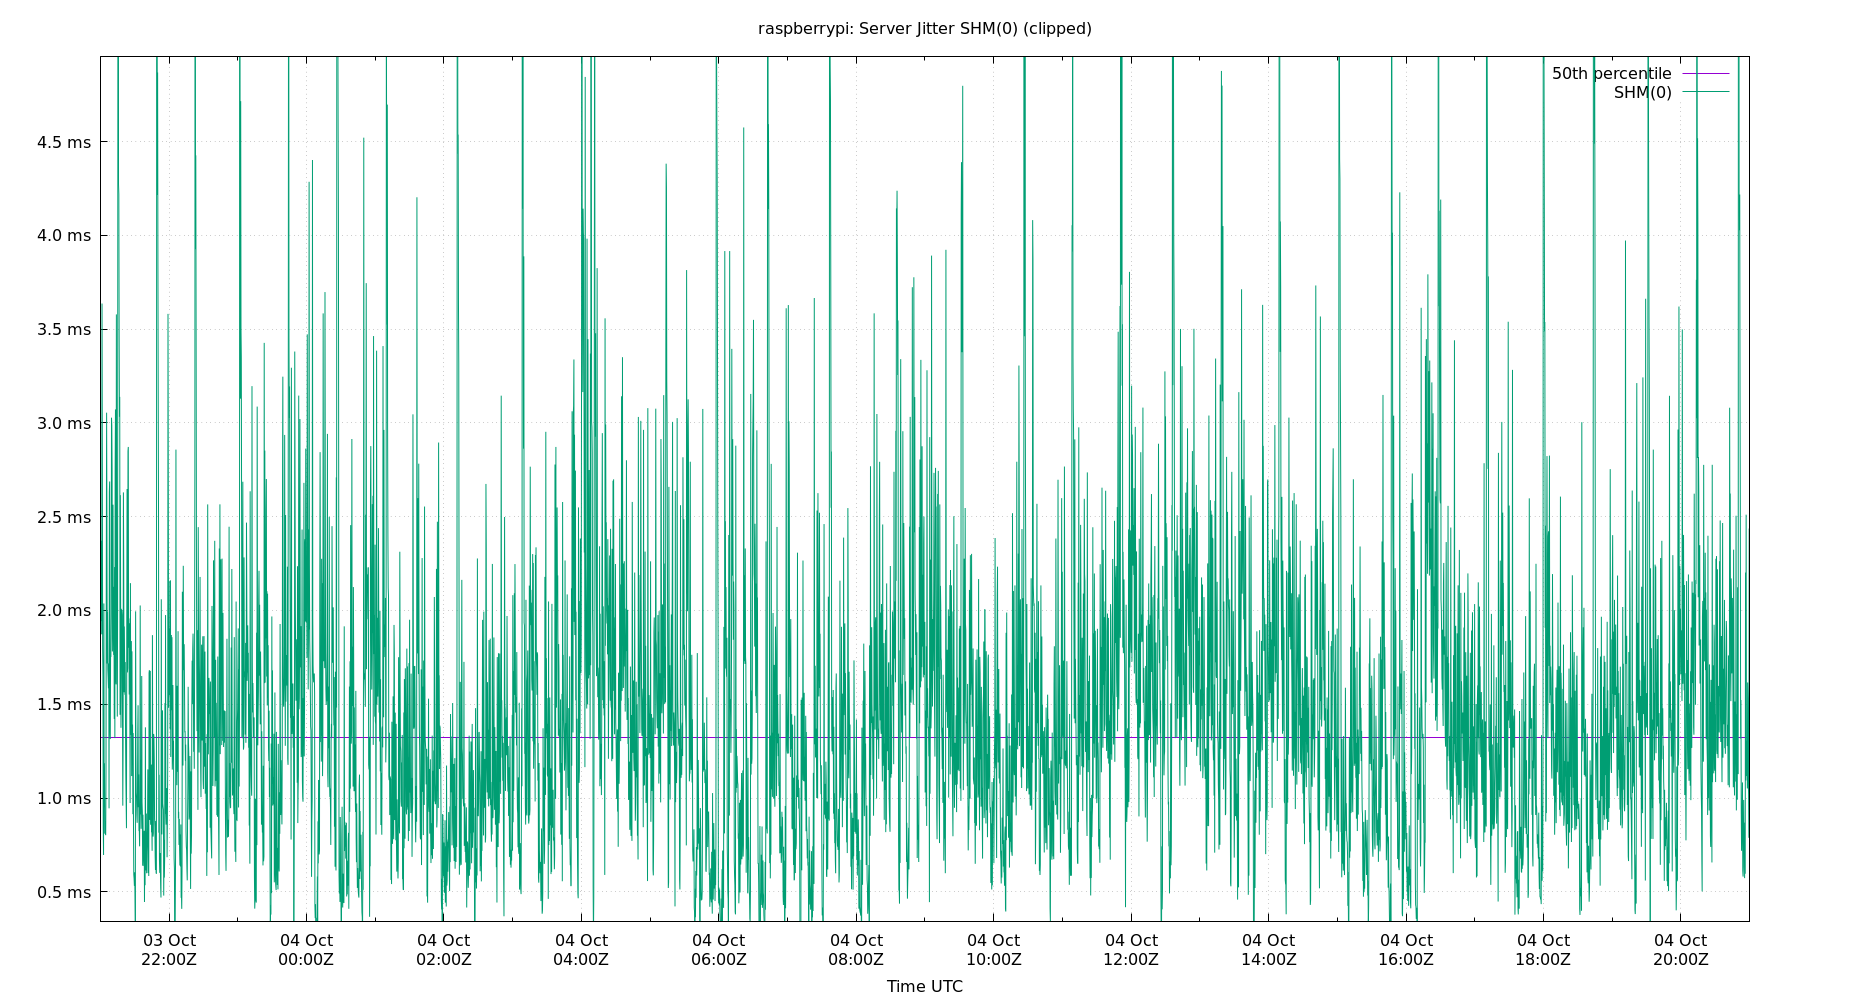 raspberrypi: Server Jitter SHM(0) (clipped)
50th percentile
SHM(0)
4.5 ms
4.0 ms
3.5 ms
3.0 ms
2.5 ms
2.0 ms
1.5 ms
1.0 ms
0.5 ms
03 Oct 04 Oct 04 Oct 04 Oct 04 Oct 04 Oct 04 Oct 04 Oct 04 Oct 04 Oct 04 Oct 04 Oct
22:00Z 00:00Z 02:00Z 04:00Z 06:00Z 08:00Z 10:00Z 12:00Z 14:00Z 16:00Z 18:00Z 20:00Z
Time UTC